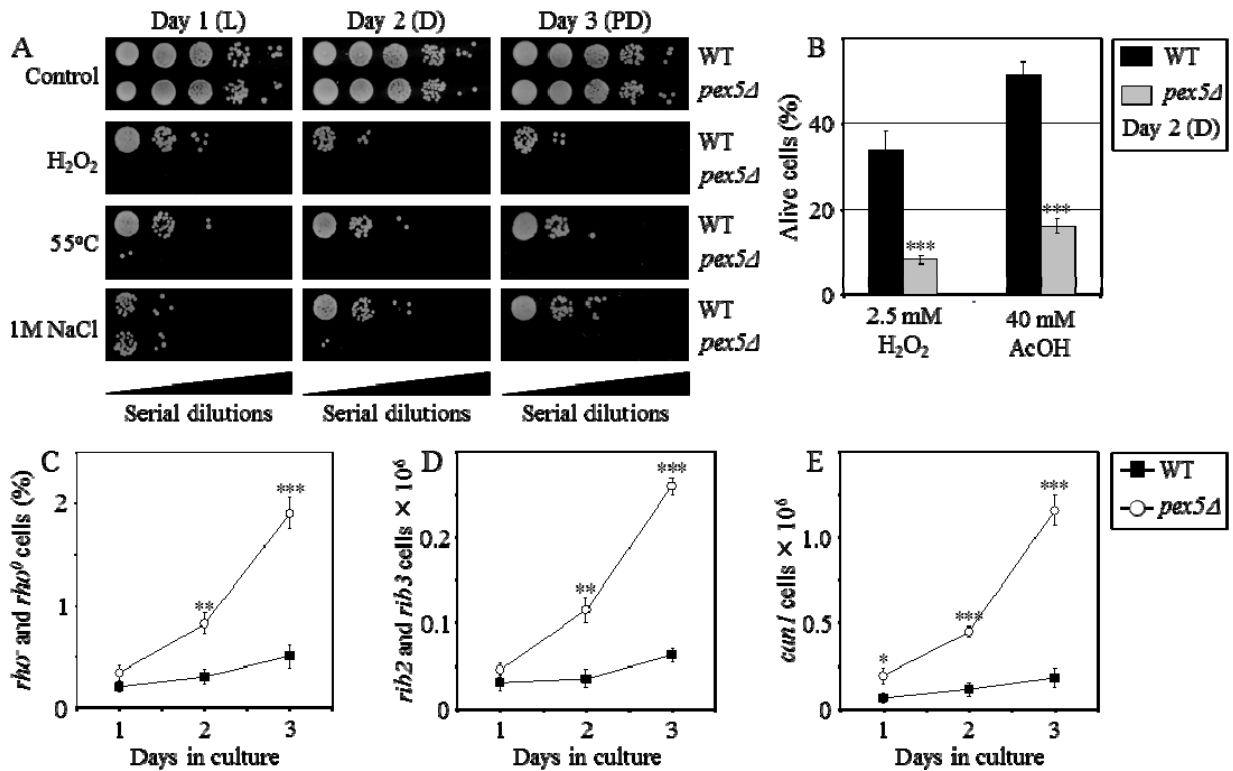 A
Day 1 (L) Day 2 (D) Day 3 (PD)
Control
WT
pex5Δ
H₂O₂
WT
pex5Δ
55°C
WT
pex5Δ
1M NaCl
WT
pex5Δ
Serial dilutions Serial dilutions Serial dilutions
B
Alive cells (%)
40
20
0
*** ***
2.5 mM 40 mM
H₂O₂ AcOH
WT
pex5Δ
Day 2 (D)
C
rho⁻ and rho⁰ cells (%)
2
1
0
** ***
1 2 3
Days in culture
D
rib2 and rib3 cells × 10⁶
0.2
0.1
0
** ***
1 2 3
Days in culture
E
can1 cells × 10⁶
1.0
0.5
0
* *** ***
1 2 3
Days in culture
WT
pex5Δ